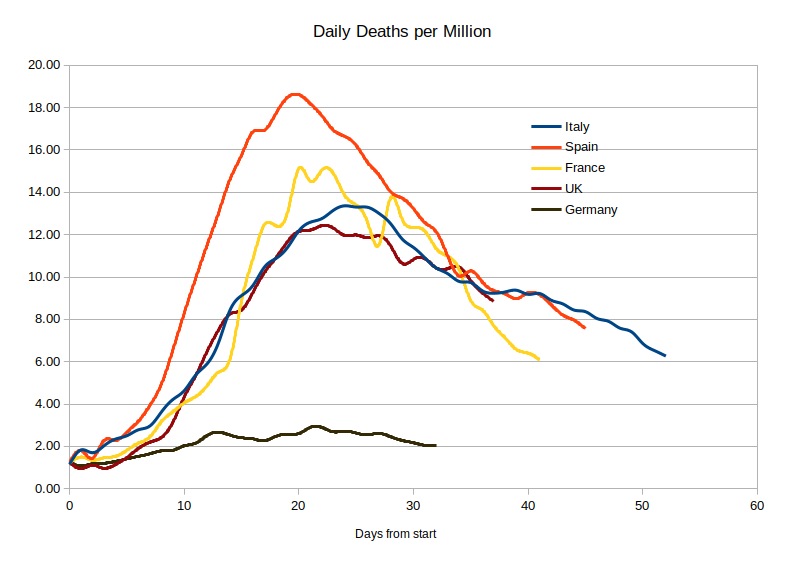 Daily Deaths per Million
20.00
18.00
16.00
14.00
12.00
10.00
8.00
6.00
4.00
2.00
0.00
Italy
Spain
France
UK
Germany
0 10 20 30 40 50 60
Days from start